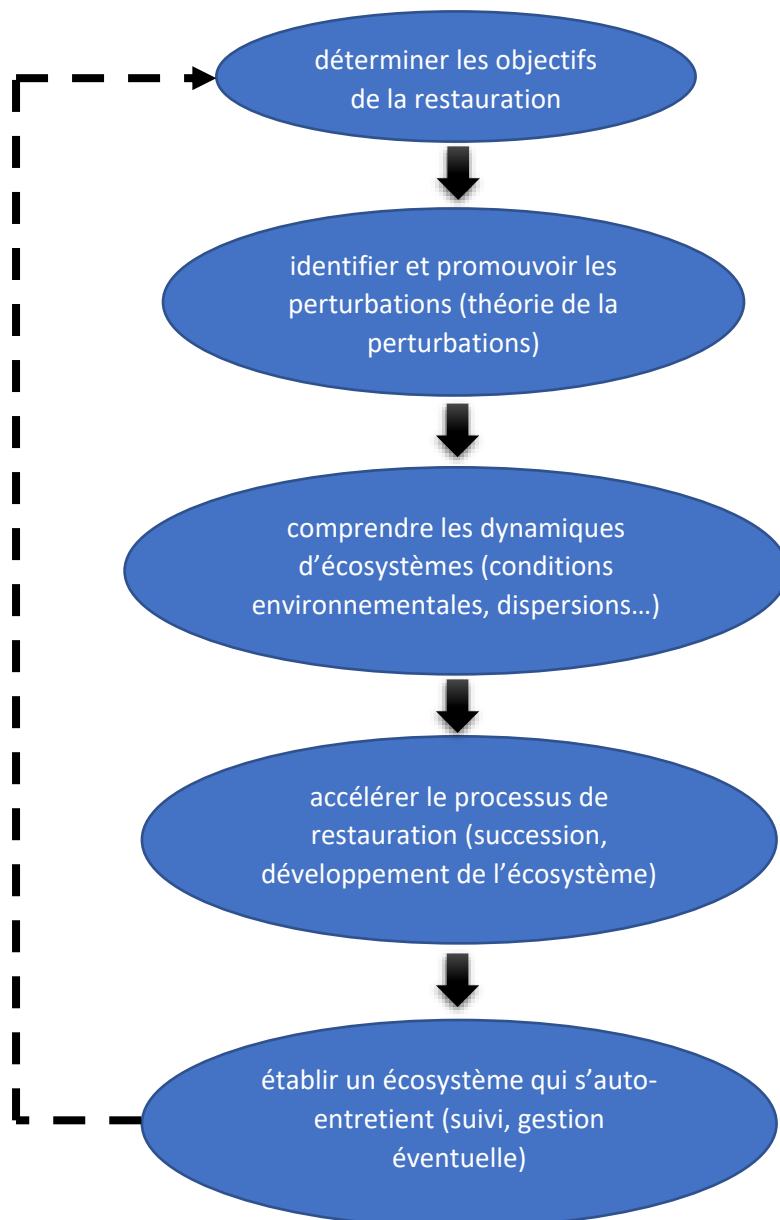 déterminer les objectifs
de la restauration
identifier et promouvoir les
perturbations (théorie de la
perturbations)
comprendre les dynamiques
d’écosystèmes (conditions
environnementales, dispersions…)
accélérer le processus de
restauration (succession,
développement de l’écosystème)
établir un écosystème qui s’auto-
entretient (suivi, gestion
éventuelle)